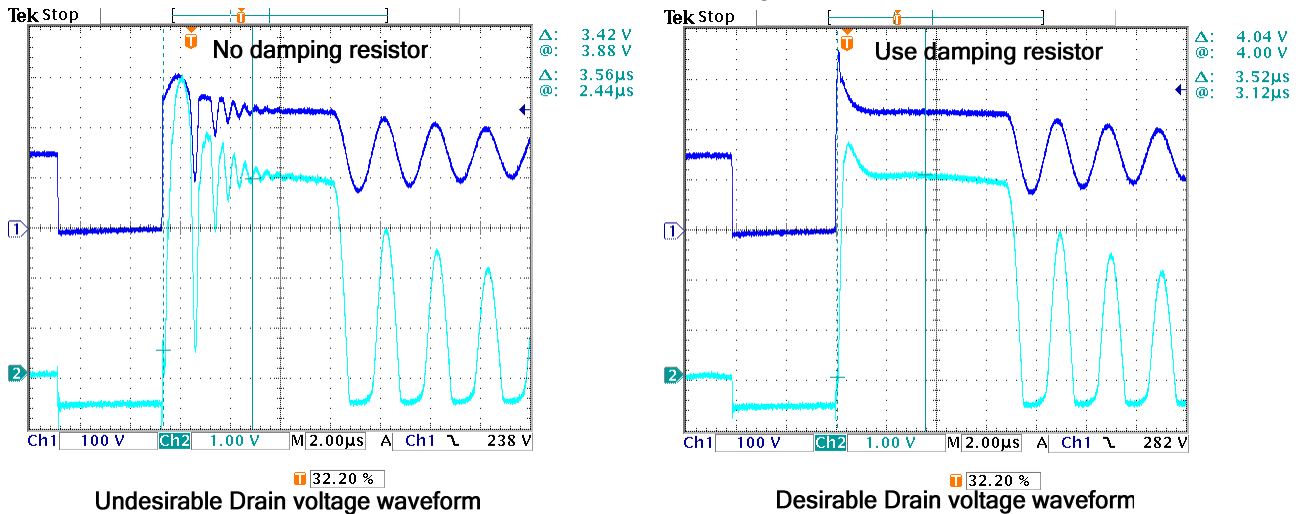 Tek Stop
T
T
No damping resistor
Δ: 3.42 V
@: 3.88 V
Δ: 3.56µs
@: 2.44µs
1
2
Ch1 100 V Ch2 1.00 V M 2.00µs A Ch1 238 V
T 32.20 %
Undesirable Drain voltage waveform
Tek Stop
T
T
Use damping resistor
Δ: 4.04 V
@: 4.00 V
Δ: 3.52µs
@: 3.12µs
1
2
Ch1 100 V Ch2 1.00 V M 2.00µs A Ch1 282 V
T 32.20 %
Desirable Drain voltage waveform